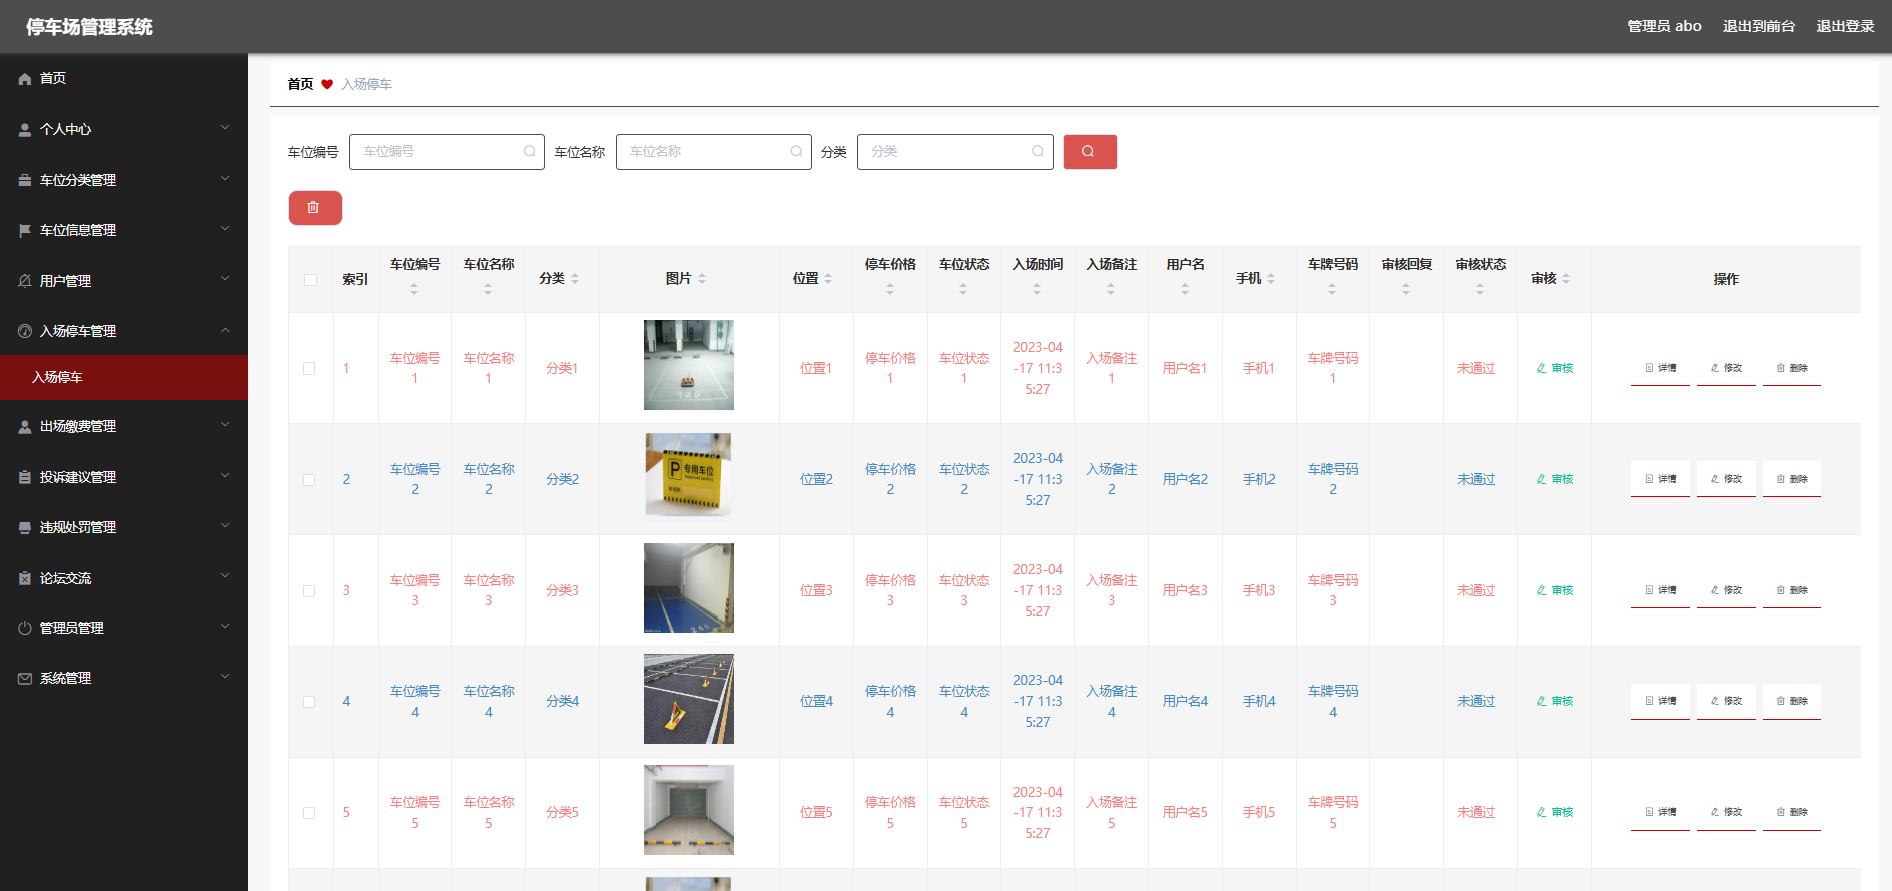 停车场管理系统
管理员 abo 退出到前台 退出登录
首页
个人中心
车位分类管理
车位信息管理
用户管理
入场停车管理
入场停车
出场缴费管理
投诉建议管理
违规处罚管理
论坛交流
管理员管理
系统管理
首页 入场停车
车位编号 车位编号 车位名称 车位名称 分类 分类
索引 车位编号 车位名称 分类 图片 位置 停车价格 车位状态 入场时间 入场备注 用户名 手机 车牌号码 审核回复 审核状态 审核 操作
1 车位编号1 车位名称1 分类1 位置1 停车价格1 车位状态1 2023-04-17 11:35:27 入场备注1 用户名1 手机1 车牌号码1 未通过 审核 详情 修改 删除
2 车位编号2 车位名称2 分类2 P 专用车位 位置2 停车价格2 车位状态2 2023-04-17 11:35:27 入场备注2 用户名2 手机2 车牌号码2 未通过 审核 详情 修改 删除
3 车位编号3 车位名称3 分类3 位置3 停车价格3 车位状态3 2023-04-17 11:35:27 入场备注3 用户名3 手机3 车牌号码3 未通过 审核 详情 修改 删除
4 车位编号4 车位名称4 分类4 位置4 停车价格4 车位状态4 2023-04-17 11:35:27 入场备注4 用户名4 手机4 车牌号码4 未通过 审核 详情 修改 删除
5 车位编号5 车位名称5 分类5 位置5 停车价格5 车位状态5 2023-04-17 11:35:27 入场备注5 用户名5 手机5 车牌号码5 未通过 审核 详情 修改 删除